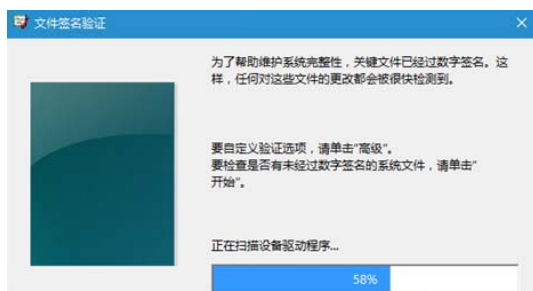 文件签名验证
为了帮助维护系统完整性，关键文件已经过数字签名。这
样，任何对这些文件的更改都会被很快检测到。
要自定义验证选项，请单击“高级”。
要检查是否有未经过数字签名的系统文件，请单击“
开始”。
正在扫描设备驱动程序...
58%